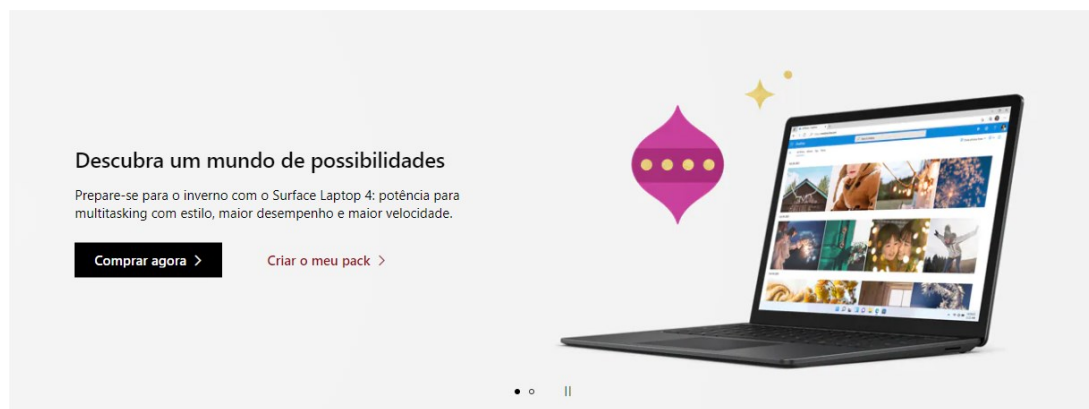 Descubra um mundo de possibilidades
Prepare-se para o inverno com o Surface Laptop 4: potência para
multitasking com estilo, maior desempenho e maior velocidade.
Comprar agora
Criar o meu pack